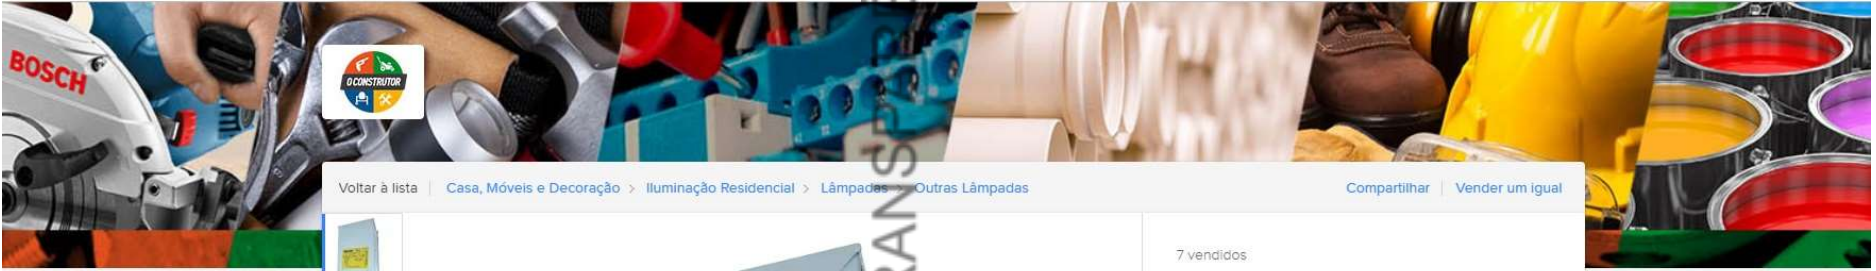 BOSCH
O CONSTRUTOR
Voltar à lista | Casa, Móveis e Decoração > Iluminação Residencial > Lâmpadas > Outras Lâmpadas
Compartilhar | Vender um igual
7 vendidos